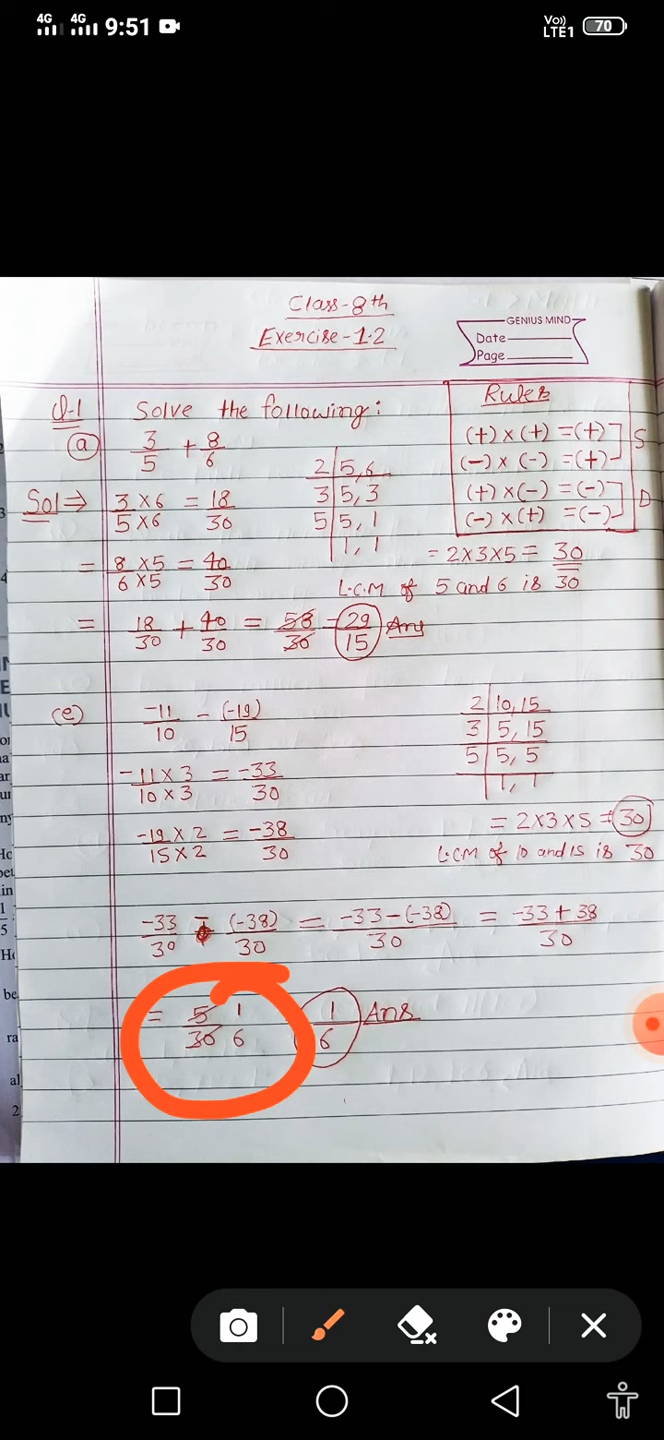 4G 4G 9:51 Vo)) LTE1 70
Class-8th
Exercise-1.2
GENIUS MIND
Date
Page
Q-1 Solve the following:
(a) 3/5 + 8/6
Rules
(+) x (+) = (+)
(-) x (-) = (+)
S
(+) x (-) = (-)
(-) x (+) = (-)
D
2 | 5, 6
3 | 5, 3
5 | 5, 1
1, 1
= 2x3x5 = 30
L.C.M of 5 and 6 is 30
Sol ⇒ 3 x 6 / 5 x 6 = 18/30
= 8 x 5 / 6 x 5 = 40/30
= 18/30 + 40/30 = 58/30 = 29/15 Ans
(e) -11/10 - (-19)/15
2 | 10, 15
3 | 5, 15
5 | 5, 5
1, 1
= 2x3x5 = 30
L.CM of 10 and 15 is 30
-11 x 3 / 10 x 3 = -33/30
-19 x 2 / 15 x 2 = -38/30
-33/30 - (-38)/30 = -33-(-38)/30 = -33+38/30
= 5/30 1/6 1/6 Ans